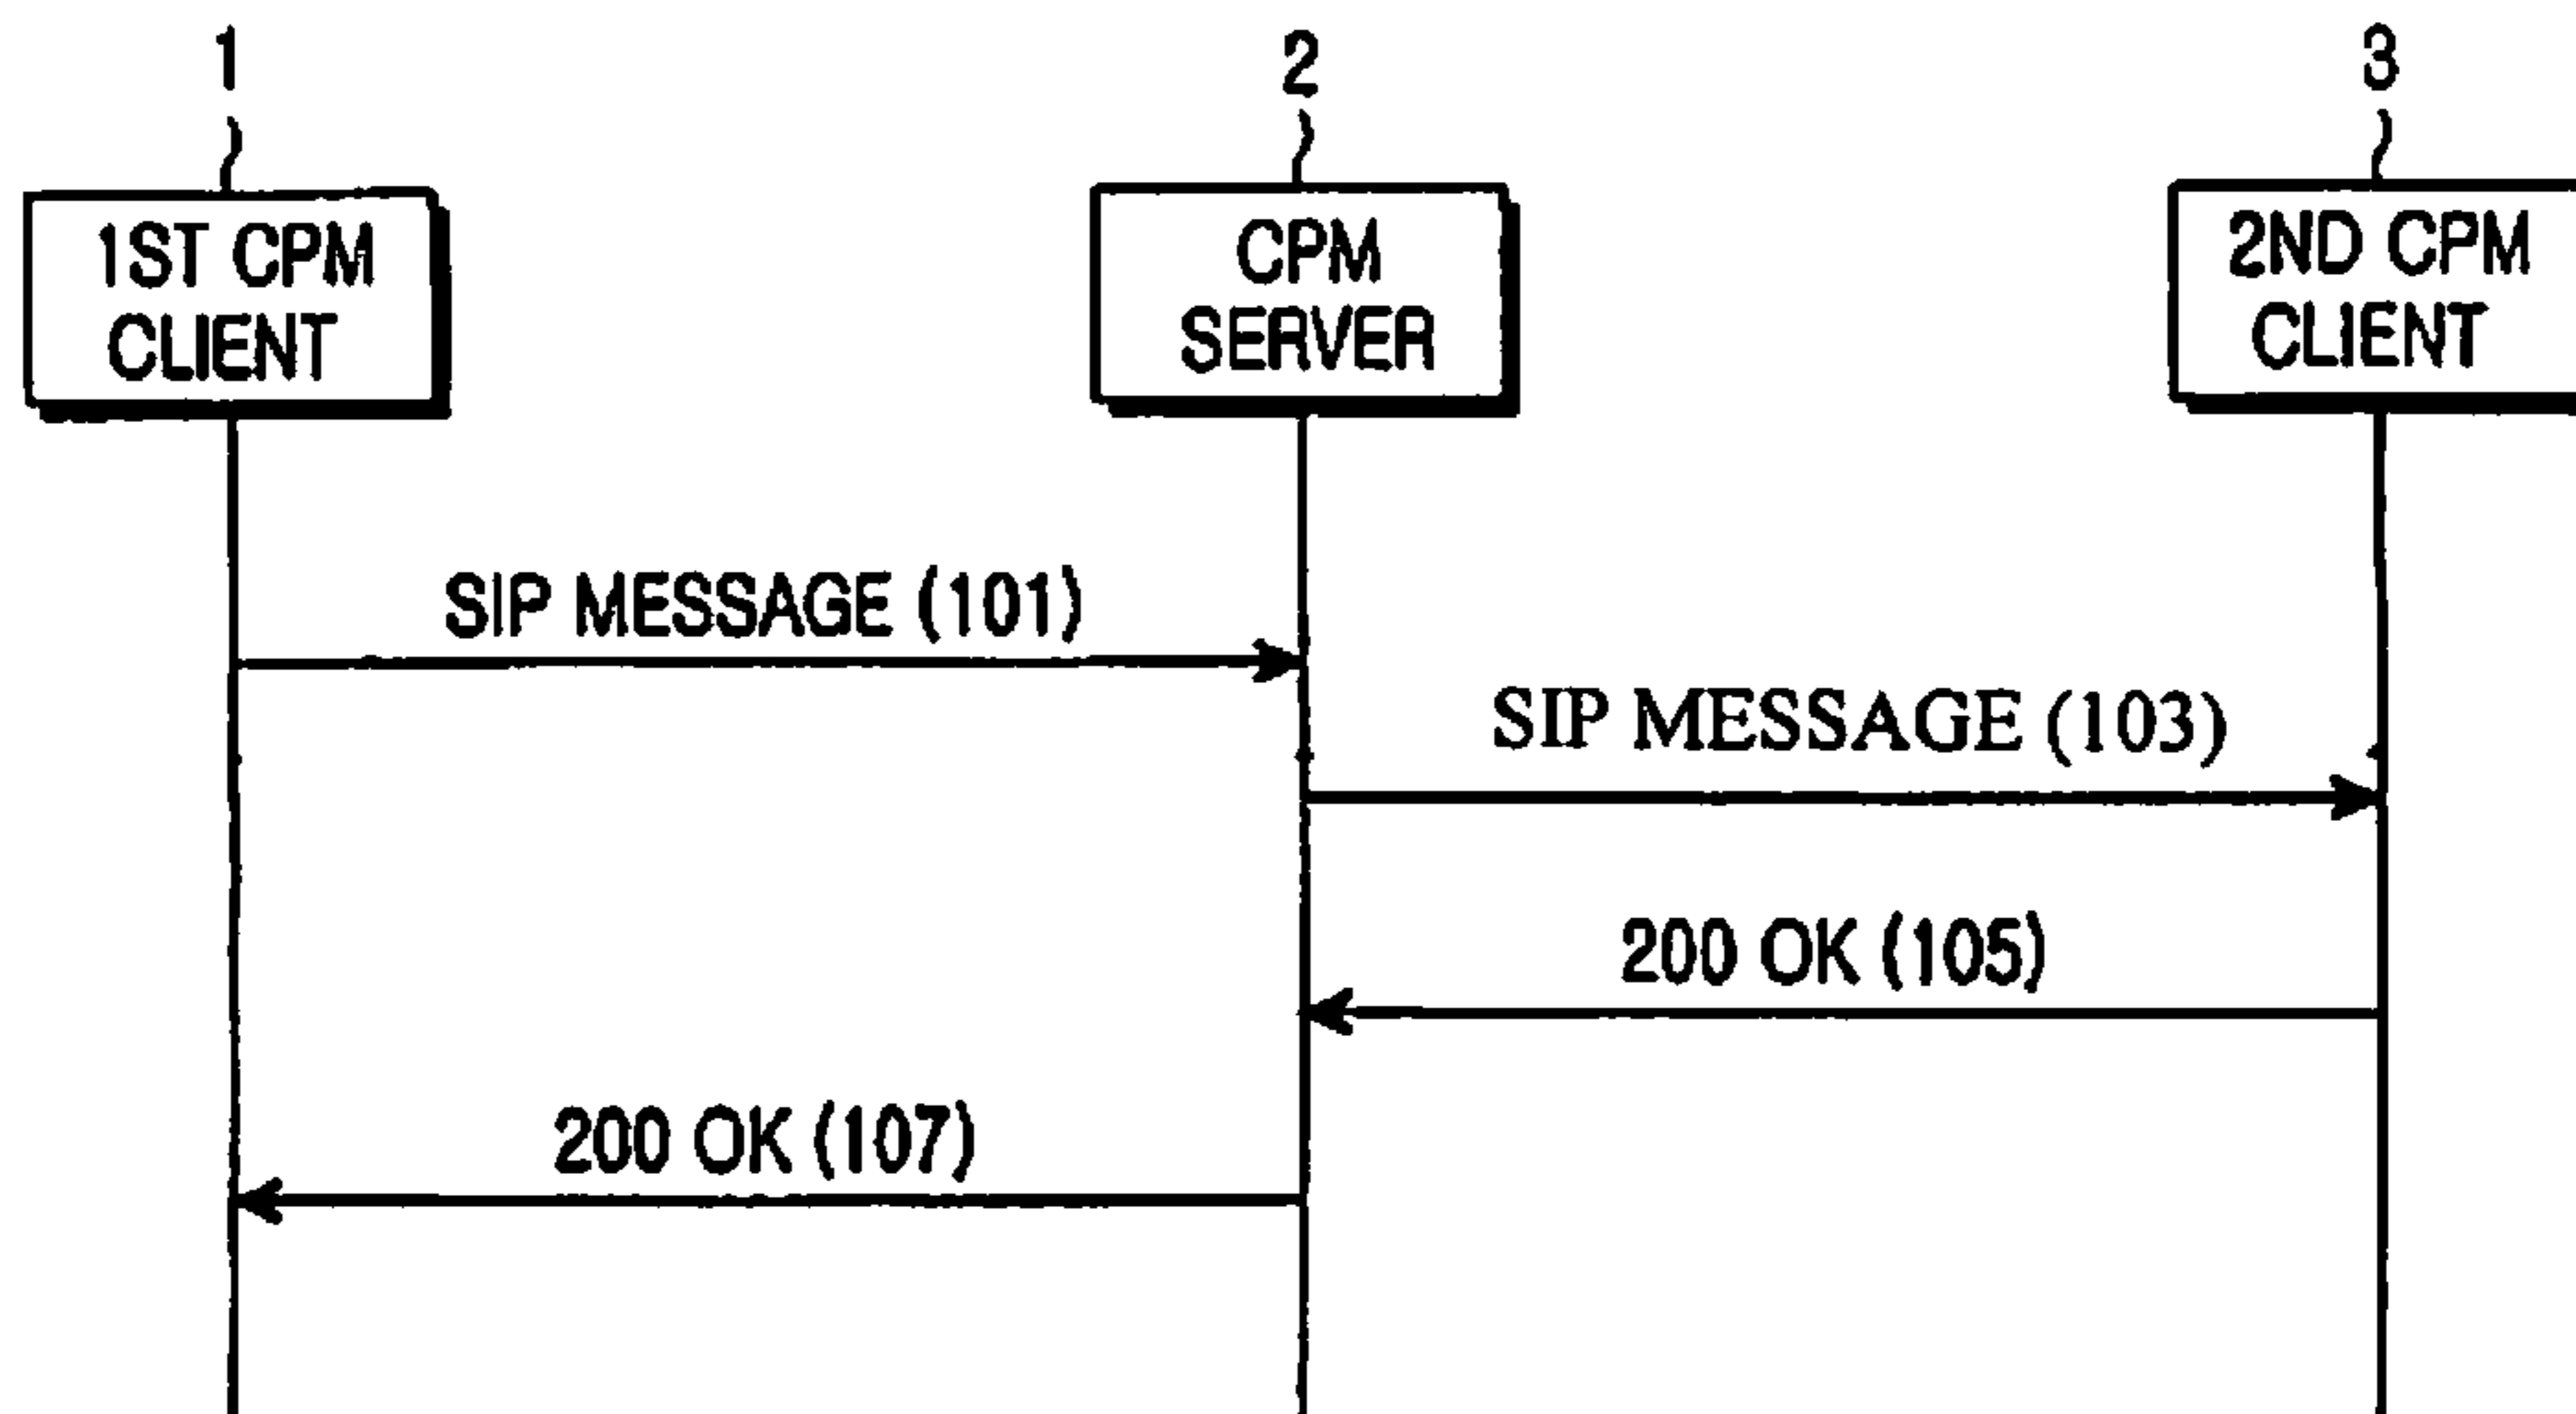 1
2
3
1ST CPM
CLIENT
CPM
SERVER
2ND CPM
CLIENT
SIP MESSAGE (101)
SIP MESSAGE (103)
200 OK (105)
200 OK (107)